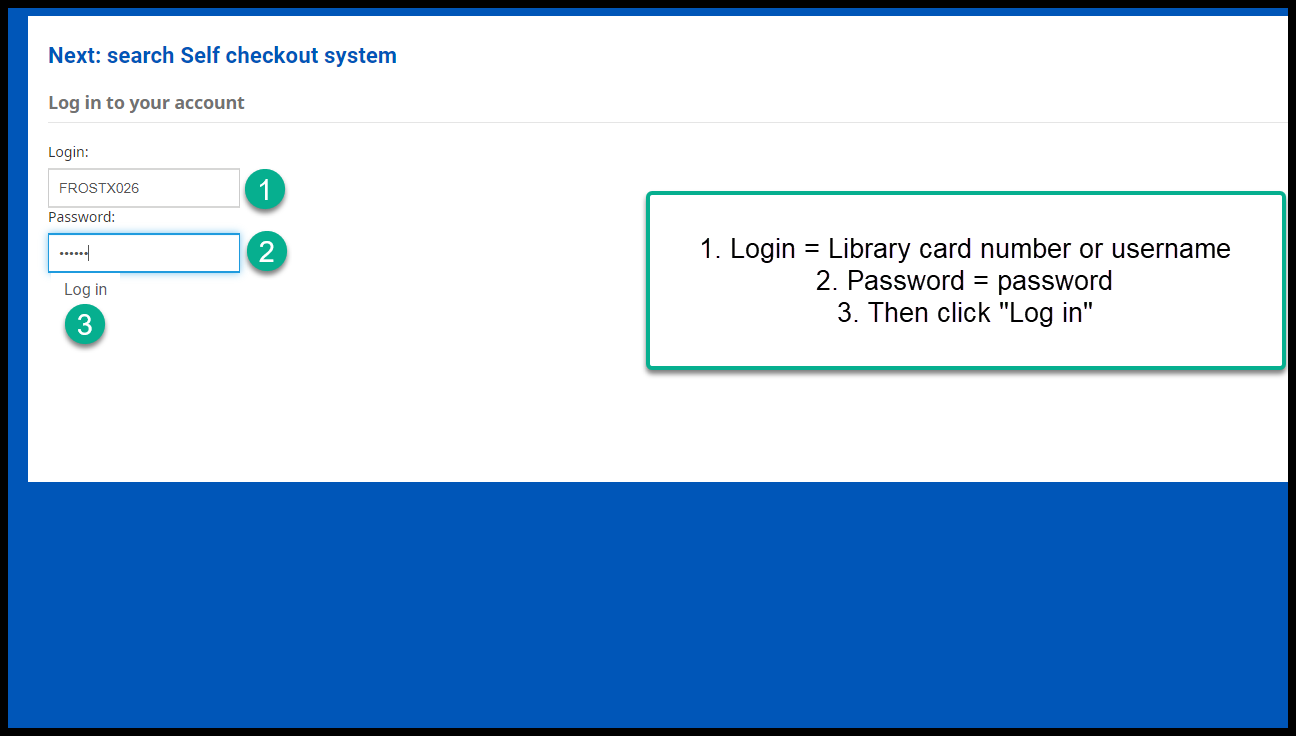 Next: search Self checkout system
Log in to your account
Login:
FROSTX026
1
Password:
••••••
2
Log in
3
1. Login = Library card number or username
2. Password = password
3. Then click "Log in"